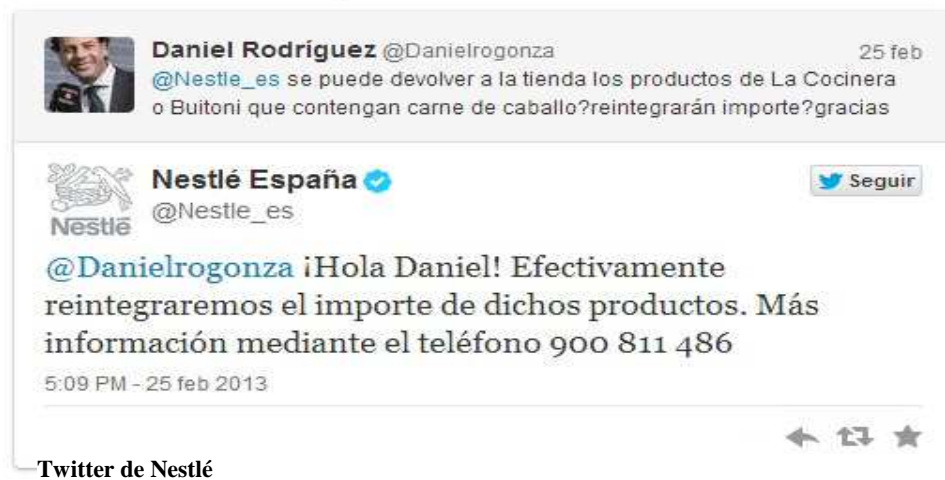 Daniel Rodríguez @Danielrogonza 25 feb
@Nestle_es se puede devolver a la tienda los productos de La Cocinera
o Buitoni que contengan carne de caballo?reintegrarán importe?gracias
Nestlé España Seguir
@Nestle_es
Nestlé
@Danielrogonza ¡Hola Daniel! Efectivamente
reintegraremos el importe de dichos productos. Más
información mediante el teléfono 900 811 486
5:09 PM - 25 feb 2013
Twitter de Nestlé